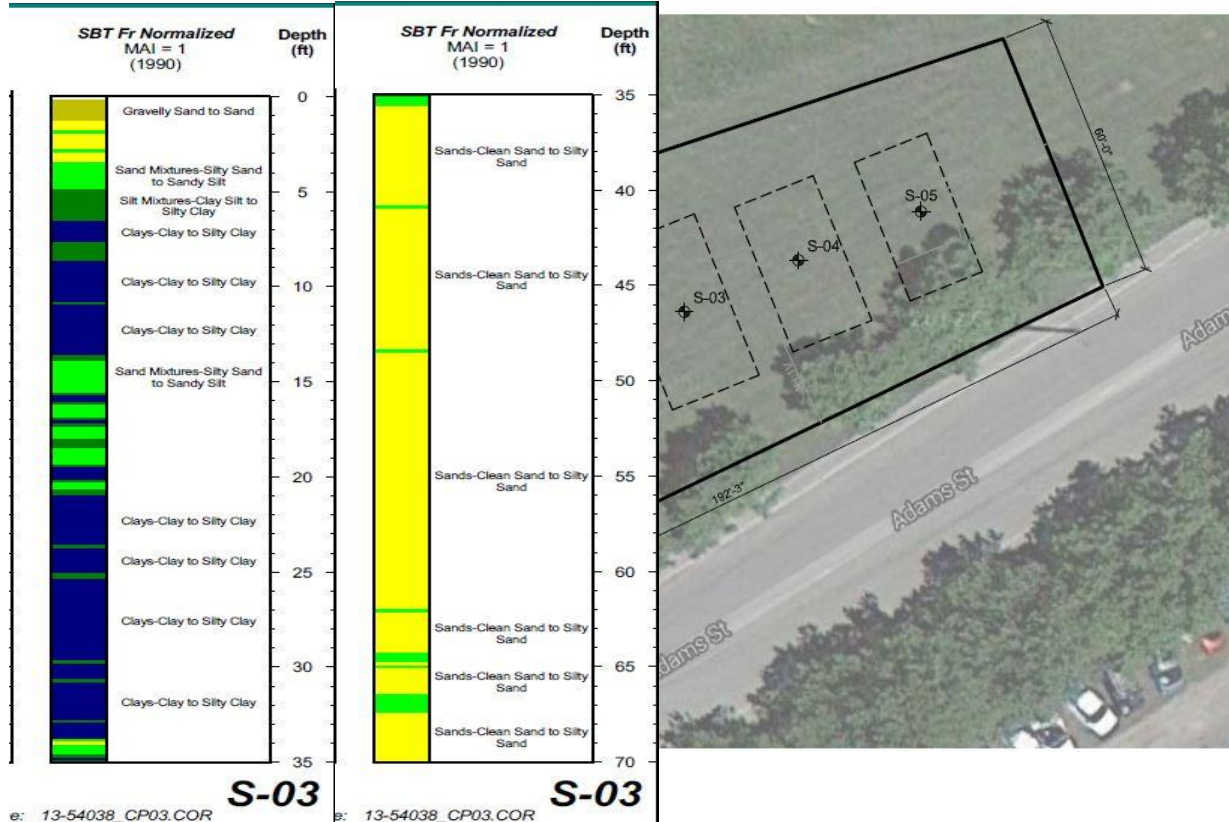 SBT Fr Normalized
MAI = 1
(1990)
Depth
(ft)
0
Gravelly Sand to Sand
Sand Mixtures-Silty Sand
to Sandy Silt
5
Silt Mixtures-Clay Silt to
Silty Clay
Clays-Clay to Silty Clay
Clays-Clay to Silty Clay
10
Clays-Clay to Silty Clay
Sand Mixtures-Silty Sand
to Sandy Silt
15
20
Clays-Clay to Silty Clay
Clays-Clay to Silty Clay
25
Clays-Clay to Silty Clay
30
Clays-Clay to Silty Clay
35
S-03
e: 13-54038_CP03.COR
SBT Fr Normalized
MAI = 1
(1990)
Depth
(ft)
35
Sands-Clean Sand to Silty
Sand
40
Sands-Clean Sand to Silty
Sand
45
50
Sands-Clean Sand to Silty
Sand
55
60
Sands-Clean Sand to Silty
Sand
65
Sands-Clean Sand to Silty
Sand
Sands-Clean Sand to Silty
Sand
70
S-03
e: 13-54038_CP03.COR
60'-0"
S-05
S-04
S-03
192'-3"
Adams St
Adams
dams St